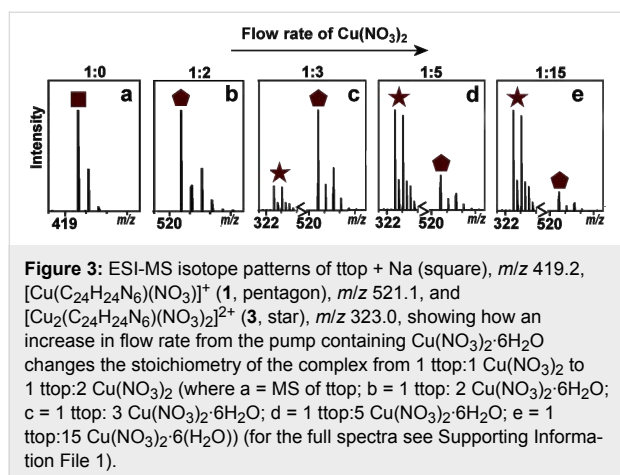 Flow rate of Cu(NO₃)₂
1:0 1:2 1:3 1:5 1:15
a b c d e
Intensity
419 m/z 520 m/z 322 520 m/z 322 520 m/z 322 520 m/z
Figure 3: ESI-MS isotope patterns of ttop + Na (square), m/z 419.2,
[Cu(C₂₄H₂₄N₆)(NO₃)]⁺ (1, pentagon), m/z 521.1, and
[Cu₂(C₂₄H₂₄N₆)(NO₃)₂]²⁺ (3, star), m/z 323.0, showing how an
increase in flow rate from the pump containing Cu(NO₃)₂·6H₂O
changes the stoichiometry of the complex from 1 ttop:1 Cu(NO₃)₂ to
1 ttop:2 Cu(NO₃)₂ (where a = MS of ttop; b = 1 ttop: 2 Cu(NO₃)₂·6H₂O;
c = 1 ttop: 3 Cu(NO₃)₂·6H₂O; d = 1 ttop:5 Cu(NO₃)₂·6H₂O; e = 1
ttop:15 Cu(NO₃)₂·6(H₂O)) (for the full spectra see Supporting Informa-
tion File 1).